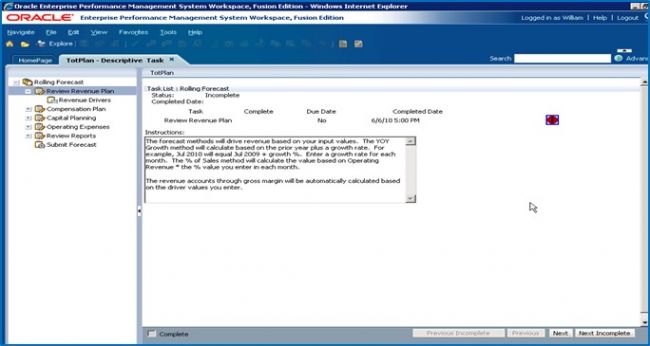 Oracle Enterprise Performance Management System Workspace, Fusion Edition - Windows Internet Explorer
ORACLE Enterprise Performance Management System Workspace, Fusion Edition Logged in as William | Help | Logout
Navigate File Edit View Favorites Tools Help
Explore
HomePage TotPlan - Descriptive Task × Search Advan
TotPlan
Rolling Forecast
Review Revenue Plan
Revenue Drivers
Compensation Plan
Capital Planning
Operating Expenses
Review Reports
Submit Forecast
Task List : Rolling Forecast
Status: Incomplete
Completed Date:
Task Complete Due Date Completed Date
Review Revenue Plan No 6/6/10 5:00 PM
Instructions:
The forecast methods will drive revenue based on your input values. The YOY
Growth method will calculate based on the prior year plus a growth rate. For
example, Jul 2010 will equal Jul 2009 + growth %. Enter a growth rate for each
month. The % of Sales method will calculate the value based on Operating
Revenue * the % value you enter in each month.
The revenue accounts through gross margin will be automatically calculated based
on the driver values you enter.
Complete Previous Incomplete Previous Next Next Incomplete